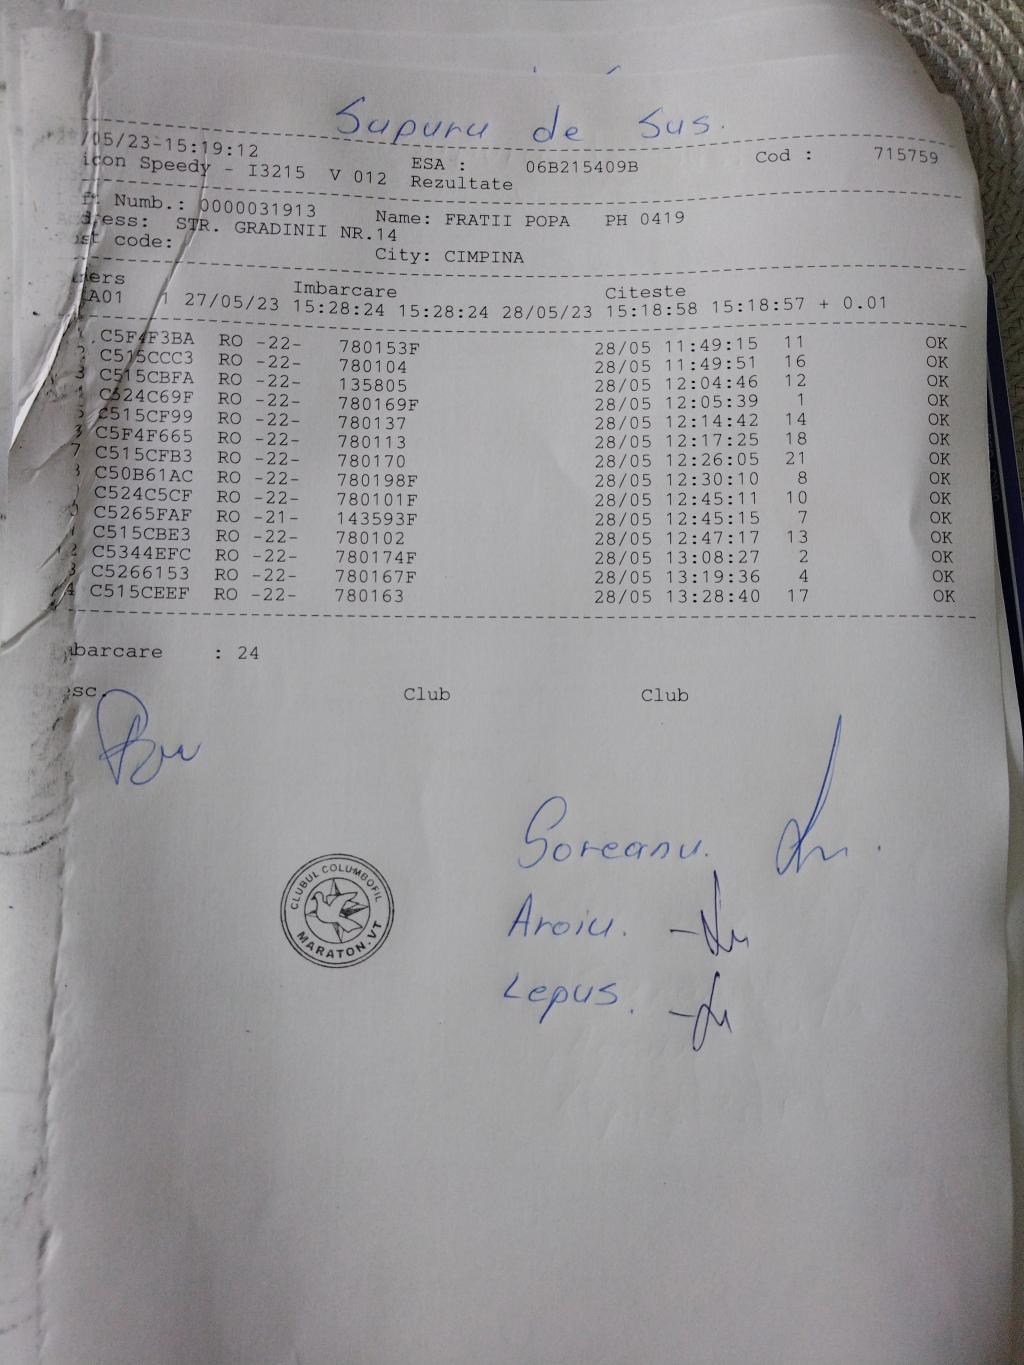 Supuru de Sus.
/05/23-15:19:12
icon Speedy - I3215 V 012 ESA : 06B215409B Cod : 715759
Rezultate
Numb.: 0000031913 Name: FRATII POPA PH 0419
ress: STR. GRADINII NR.14
st code: City: CIMPINA
ners Imbarcare Citeste
A01 1 27/05/23 15:28:24 15:28:24 28/05/23 15:18:58 15:18:57 + 0.01
C5F4F3BA RO -22- 780153F 28/05 11:49:15 11 OK
C515CCC3 RO -22- 780104 28/05 11:49:51 16 OK
3 C515CBFA RO -22- 135805 28/05 12:04:46 12 OK
C524C69F RO -22- 780169F 28/05 12:05:39 1 OK
5 C515CF99 RO -22- 780137 28/05 12:14:42 14 OK
C5F4F665 RO -22- 780113 28/05 12:17:25 18 OK
7 C515CFB3 RO -22- 780170 28/05 12:26:05 21 OK
C50B61AC RO -22- 780198F 28/05 12:30:10 8 OK
C524C5CF RO -22- 780101F 28/05 12:45:11 10 OK
C5265FAF RO -21- 143593F 28/05 12:45:15 7 OK
C515CBE3 RO -22- 780102 28/05 12:47:17 13 OK
2 C5344EFC RO -22- 780174F 28/05 13:08:27 2 OK
3 C5266153 RO -22- 780167F 28/05 13:19:36 4 OK
4 C515CEEF RO -22- 780163 28/05 13:28:40 17 OK
barcare : 24
esc. Club Club
Soreanu.
CLUBUL COLUMBOFIL
MARATON.VT
Aroiu.
Lepus.